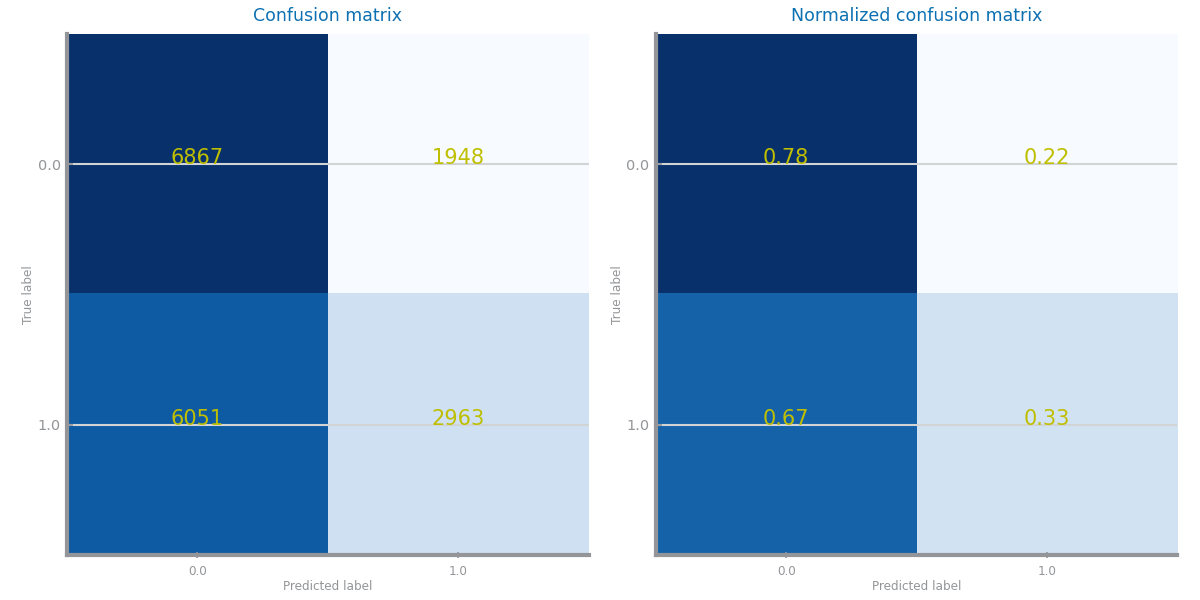 Confusion matrix
True label
0.0
6867
1948
1.0
6051
2963
0.0
1.0
Predicted label
Normalized confusion matrix
True label
0.0
0.78
0.22
1.0
0.67
0.33
0.0
1.0
Predicted label